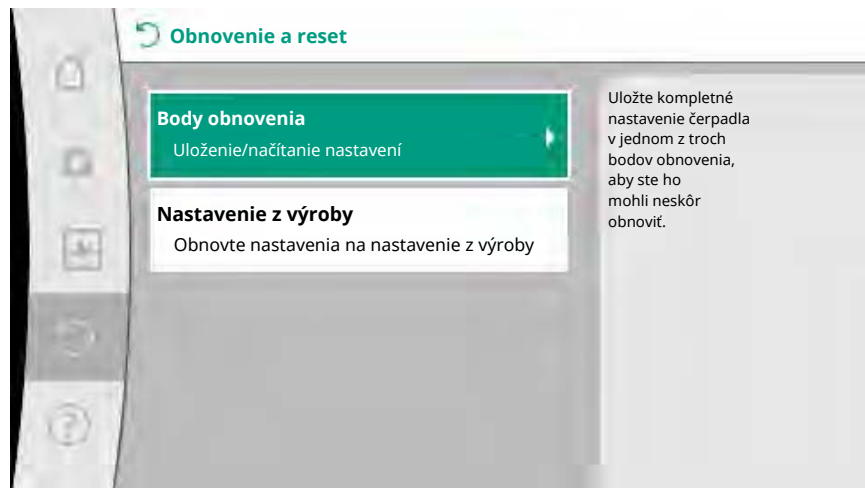 Obnovenie a reset
Body obnovenia
Uloženie/načítanie nastavení
Nastavenie z výroby
Obnovte nastavenia na nastavenie z výroby
Uložte kompletné
nastavenie čerpadla
v jednom z troch
bodov obnovenia,
aby ste ho
mohli neskôr
obnoviť.